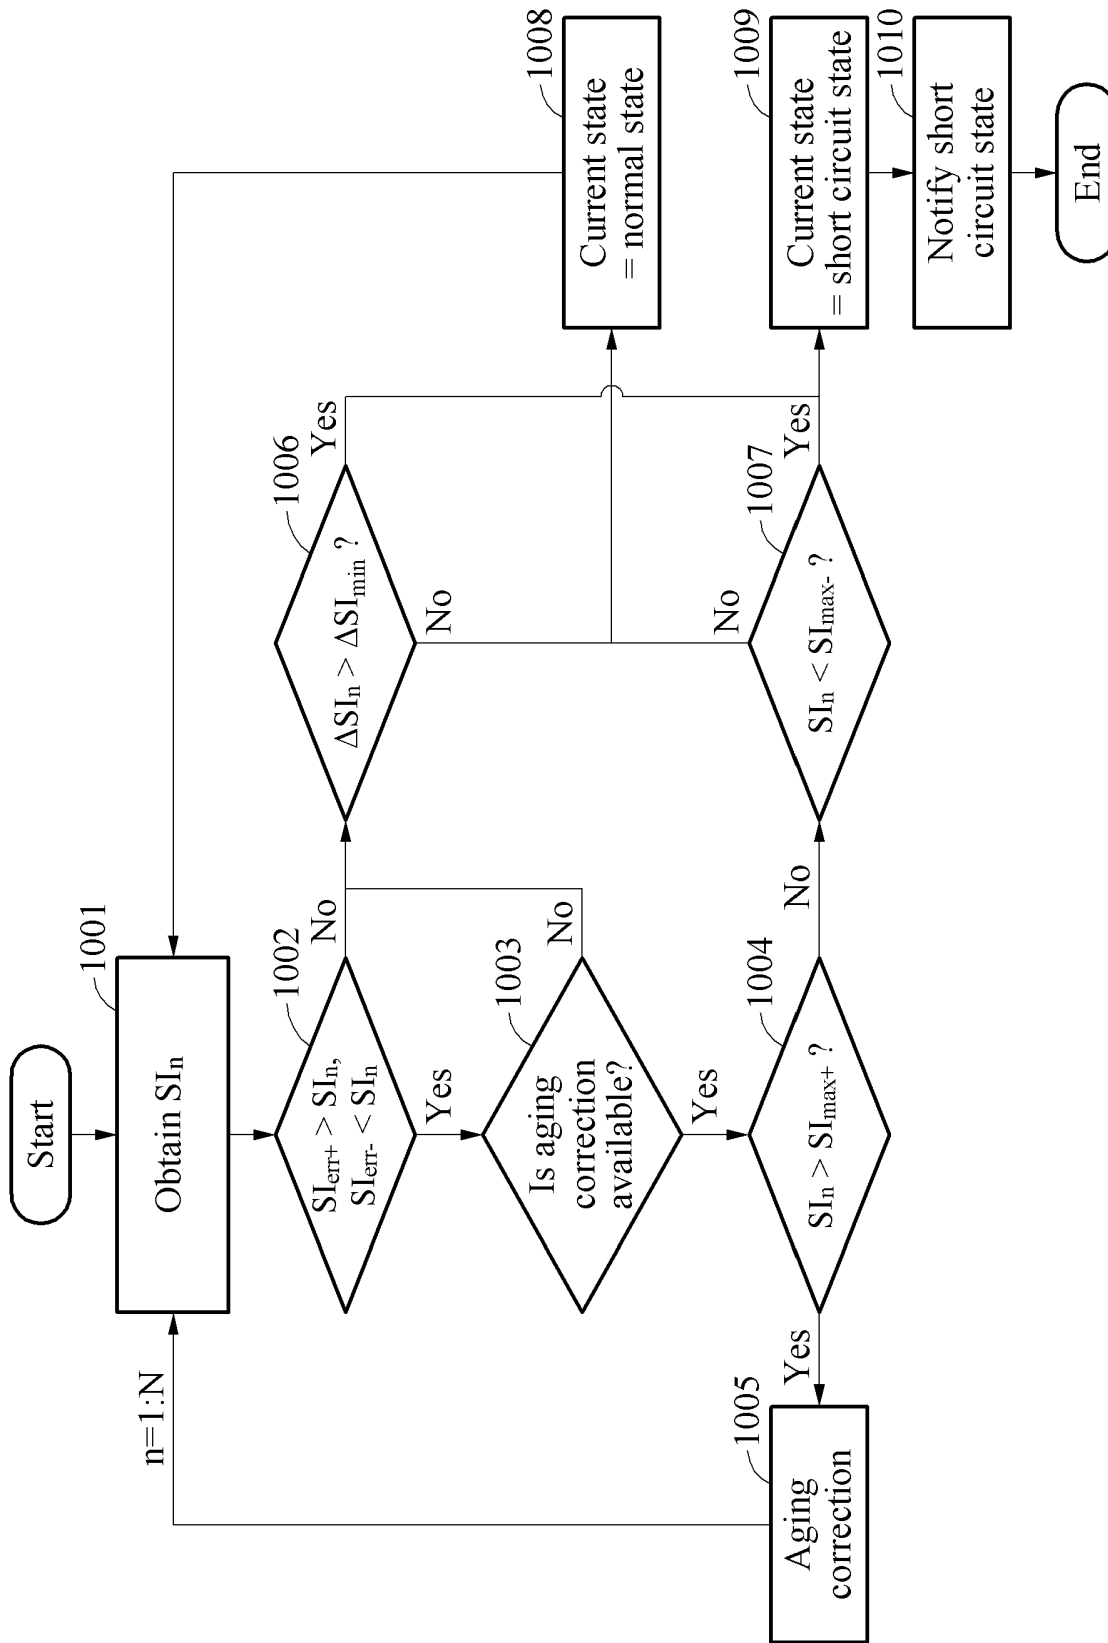 Start
1001
Obtain SIₙ
n=1:N
1002
SIₑᵣᵣ₊ > SIₙ,
SIₑᵣᵣ₋ < SIₙ
No
Yes
1003
Is aging
correction
available?
No
Yes
1004
SIₙ > SIₘₐₓ₊ ?
Yes
No
1005
Aging
correction
1006
ΔSIₙ > ΔSIₘᵢₙ ?
Yes
No
1007
SIₙ < SIₘₐₓ₋ ?
No
Yes
1008
Current state
= normal state
1009
Current state
= short circuit state
1010
Notify short
circuit state
End